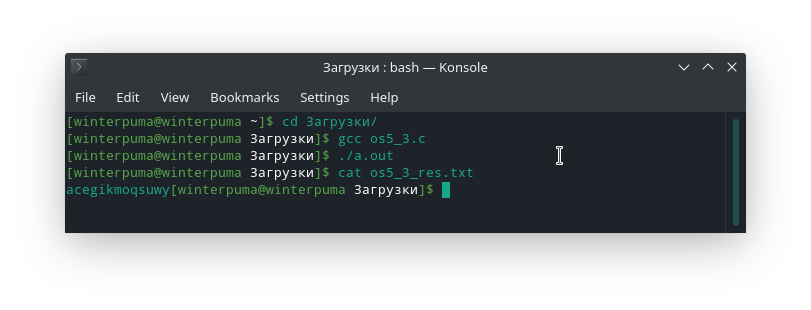 Загрузки : bash — Konsole
File Edit View Bookmarks Settings Help
[winterpuma@winterpuma ~]$ cd Загрузки/
[winterpuma@winterpuma Загрузки]$ gcc os5_3.c
[winterpuma@winterpuma Загрузки]$ ./a.out
[winterpuma@winterpuma Загрузки]$ cat os5_3_res.txt
acegikmoqsuwy[winterpuma@winterpuma Загрузки]$